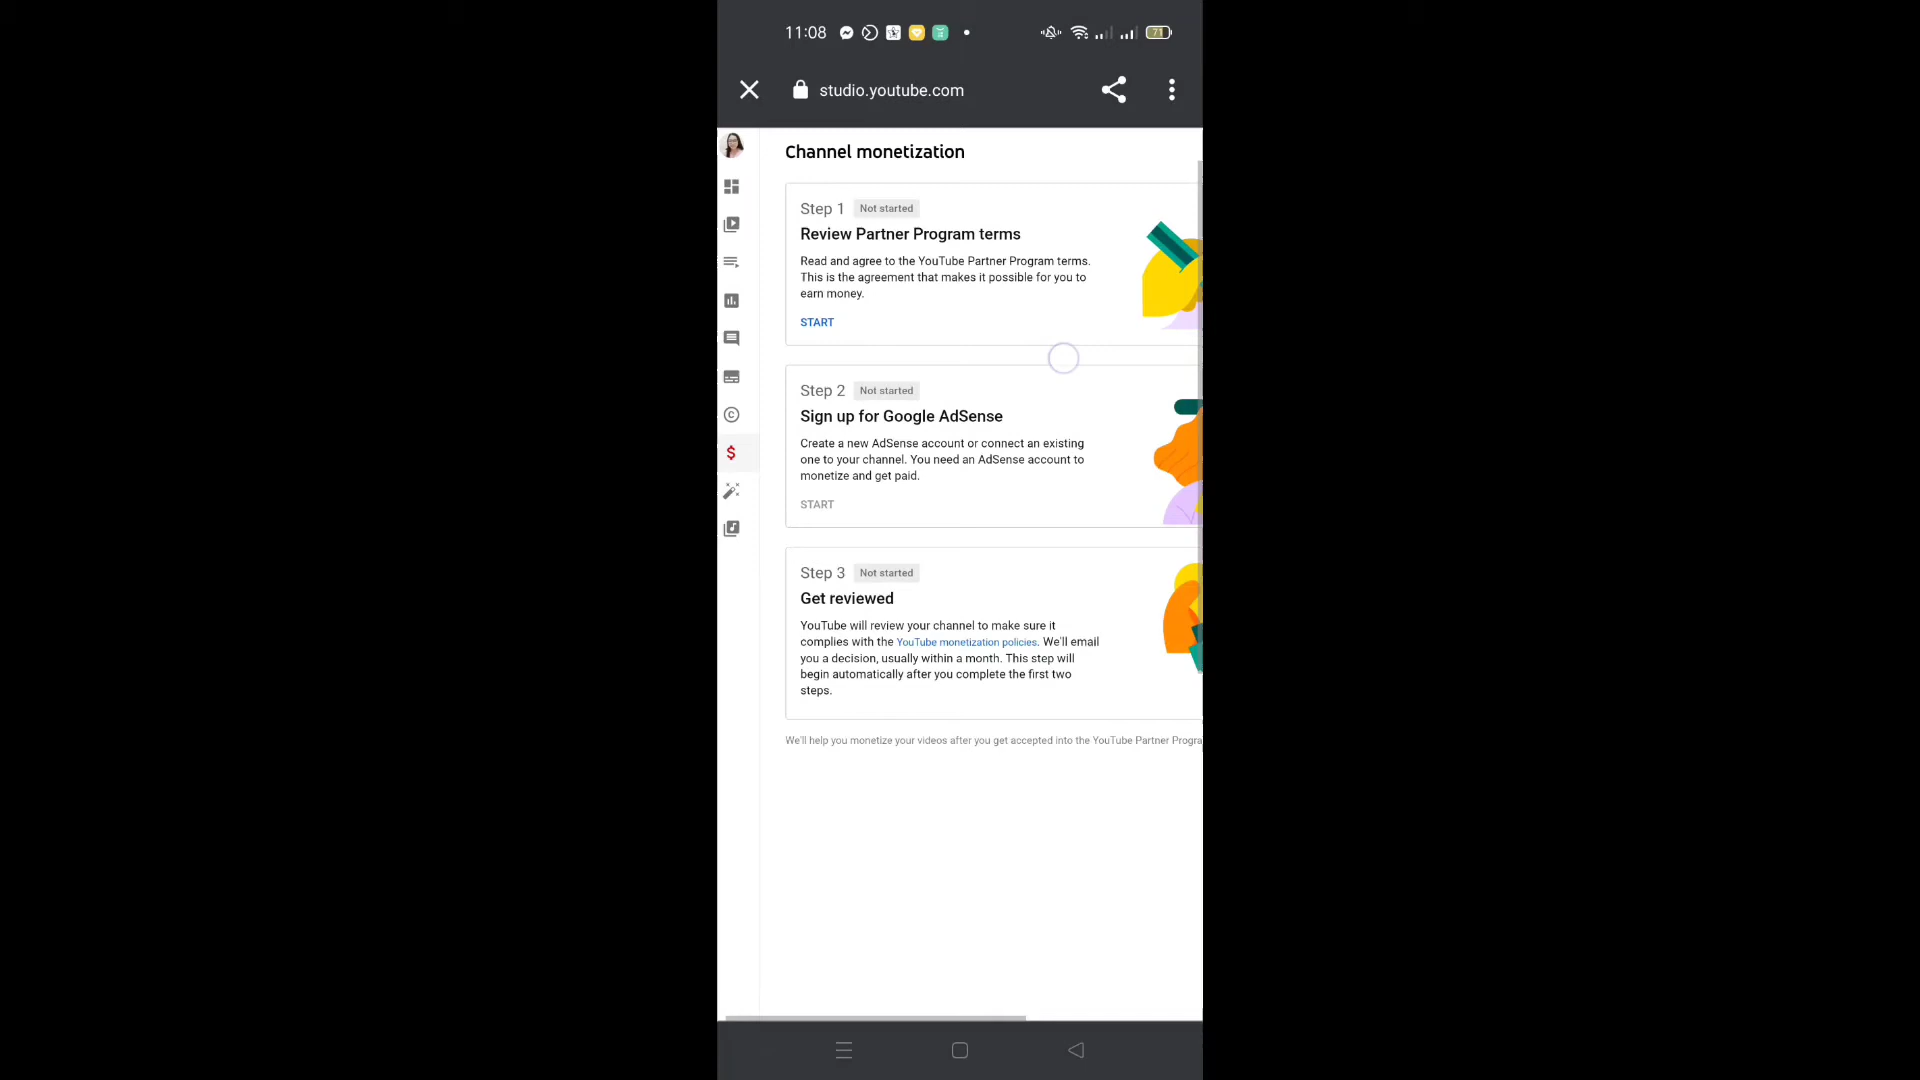 11:08
71
studio.youtube.com
Channel monetization
Step 1 Not started
Review Partner Program terms
Read and agree to the YouTube Partner Program terms.
This is the agreement that makes it possible for you to
earn money.
START
Step 2 Not started
Sign up for Google AdSense
Create a new AdSense account or connect an existing
one to your channel. You need an AdSense account to
monetize and get paid.
START
Step 3 Not started
Get reviewed
YouTube will review your channel to make sure it
complies with the YouTube monetization policies. We'll email
you a decision, usually within a month. This step will
begin automatically after you complete the first two
steps.
We'll help you monetize your videos after you get accepted into the YouTube Partner Progra